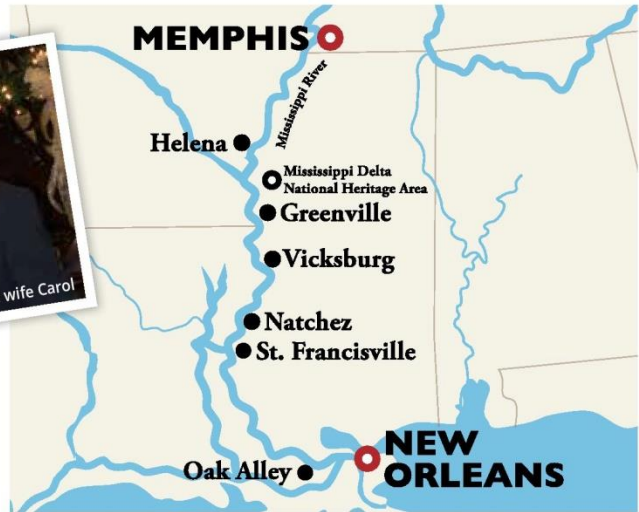 MEMPHIS
Mississippi River
Helena
Mississippi Delta
National Heritage Area
Greenville
wife Carol
Vicksburg
Natchez
St. Francisville
NEW
ORLEANS
Oak Alley